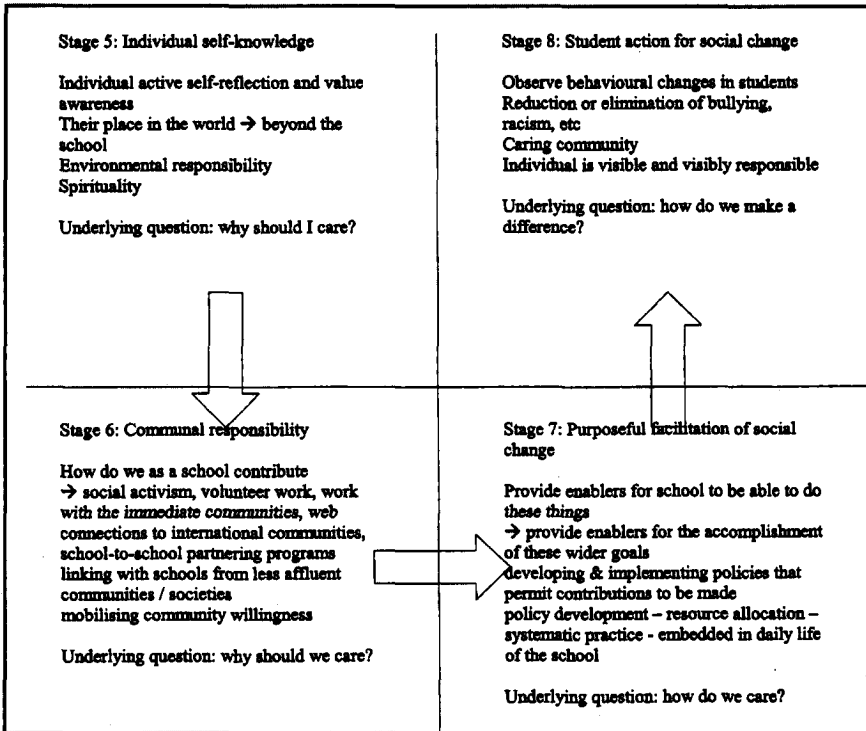 Stage 5: Individual self-knowledge
Individual active self-reflection and value
awareness
Their place in the world → beyond the
school
Environmental responsibility
Spirituality
Underlying question: why should I care?
Stage 8: Student action for social change
Observe behavioural changes in students
Reduction or elimination of bullying,
racism, etc
Caring community
Individual is visible and visibly responsible
Underlying question: how do we make a
difference?
Stage 6: Communal responsibility
How do we as a school contribute
→ social activism, volunteer work, work
with the immediate communities, web
connections to international communities,
school-to-school partnering programs
linking with schools from less affluent
communities / societies
mobilising community willingness
Underlying question: why should we care?
Stage 7: Purposeful facilitation of social
change
Provide enablers for school to be able to do
these things
→ provide enablers for the accomplishment
of these wider goals
developing & implementing policies that
permit contributions to be made
policy development – resource allocation –
systematic practice - embedded in daily life
of the school
Underlying question: how do we care?